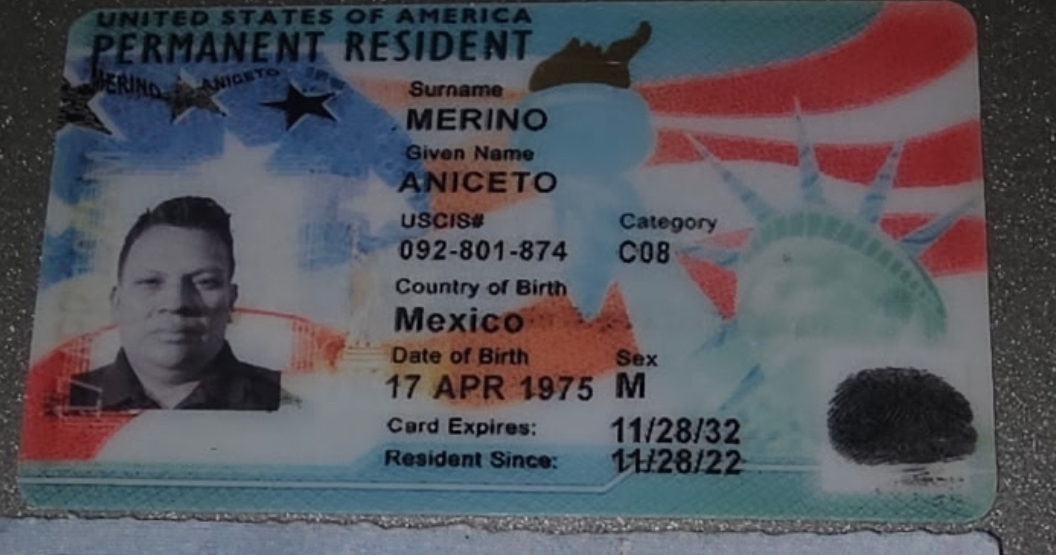 UNITED STATES OF AMERICA
PERMANENT RESIDENT
MERINO ANICETO
Surname
MERINO
Given Name
ANICETO
USCIS# Category
092-801-874 C08
Country of Birth
Mexico
Date of Birth Sex
17 APR 1975 M
Card Expires: 11/28/32
Resident Since: 11/28/22